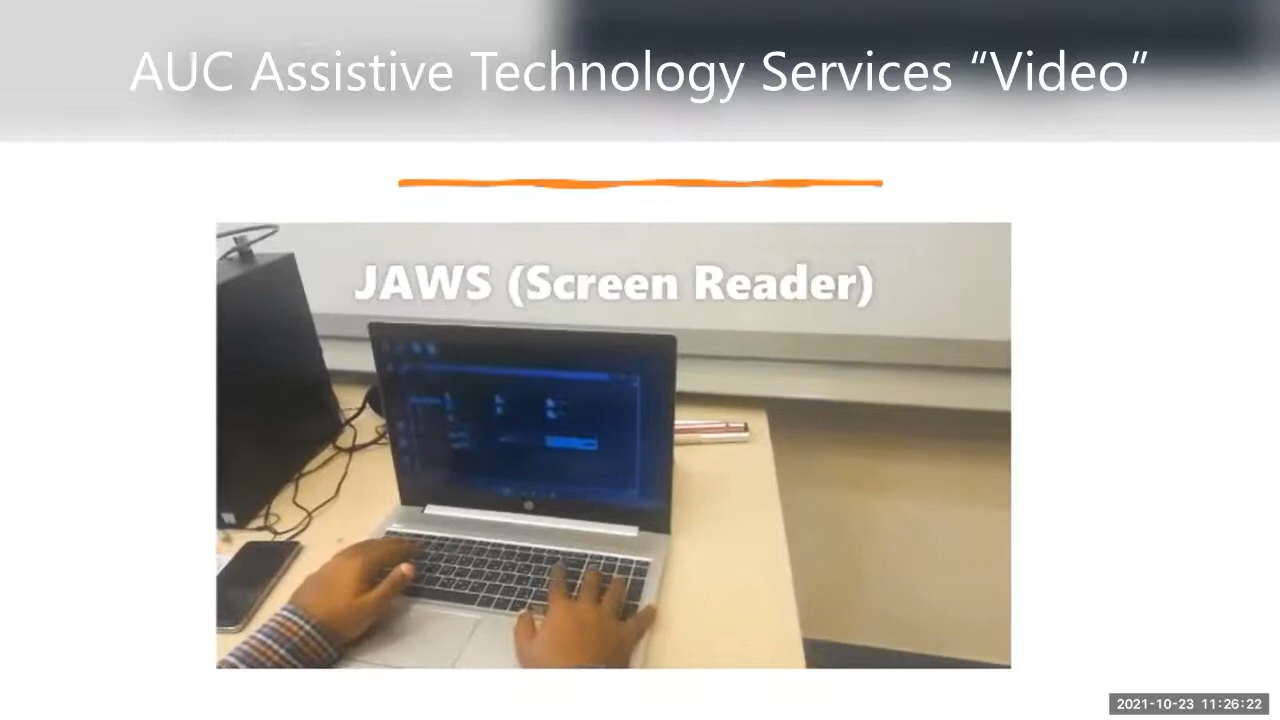 AUC Assistive Technology Services “Video”
JAWS (Screen Reader)
2021-10-23 11:26:22